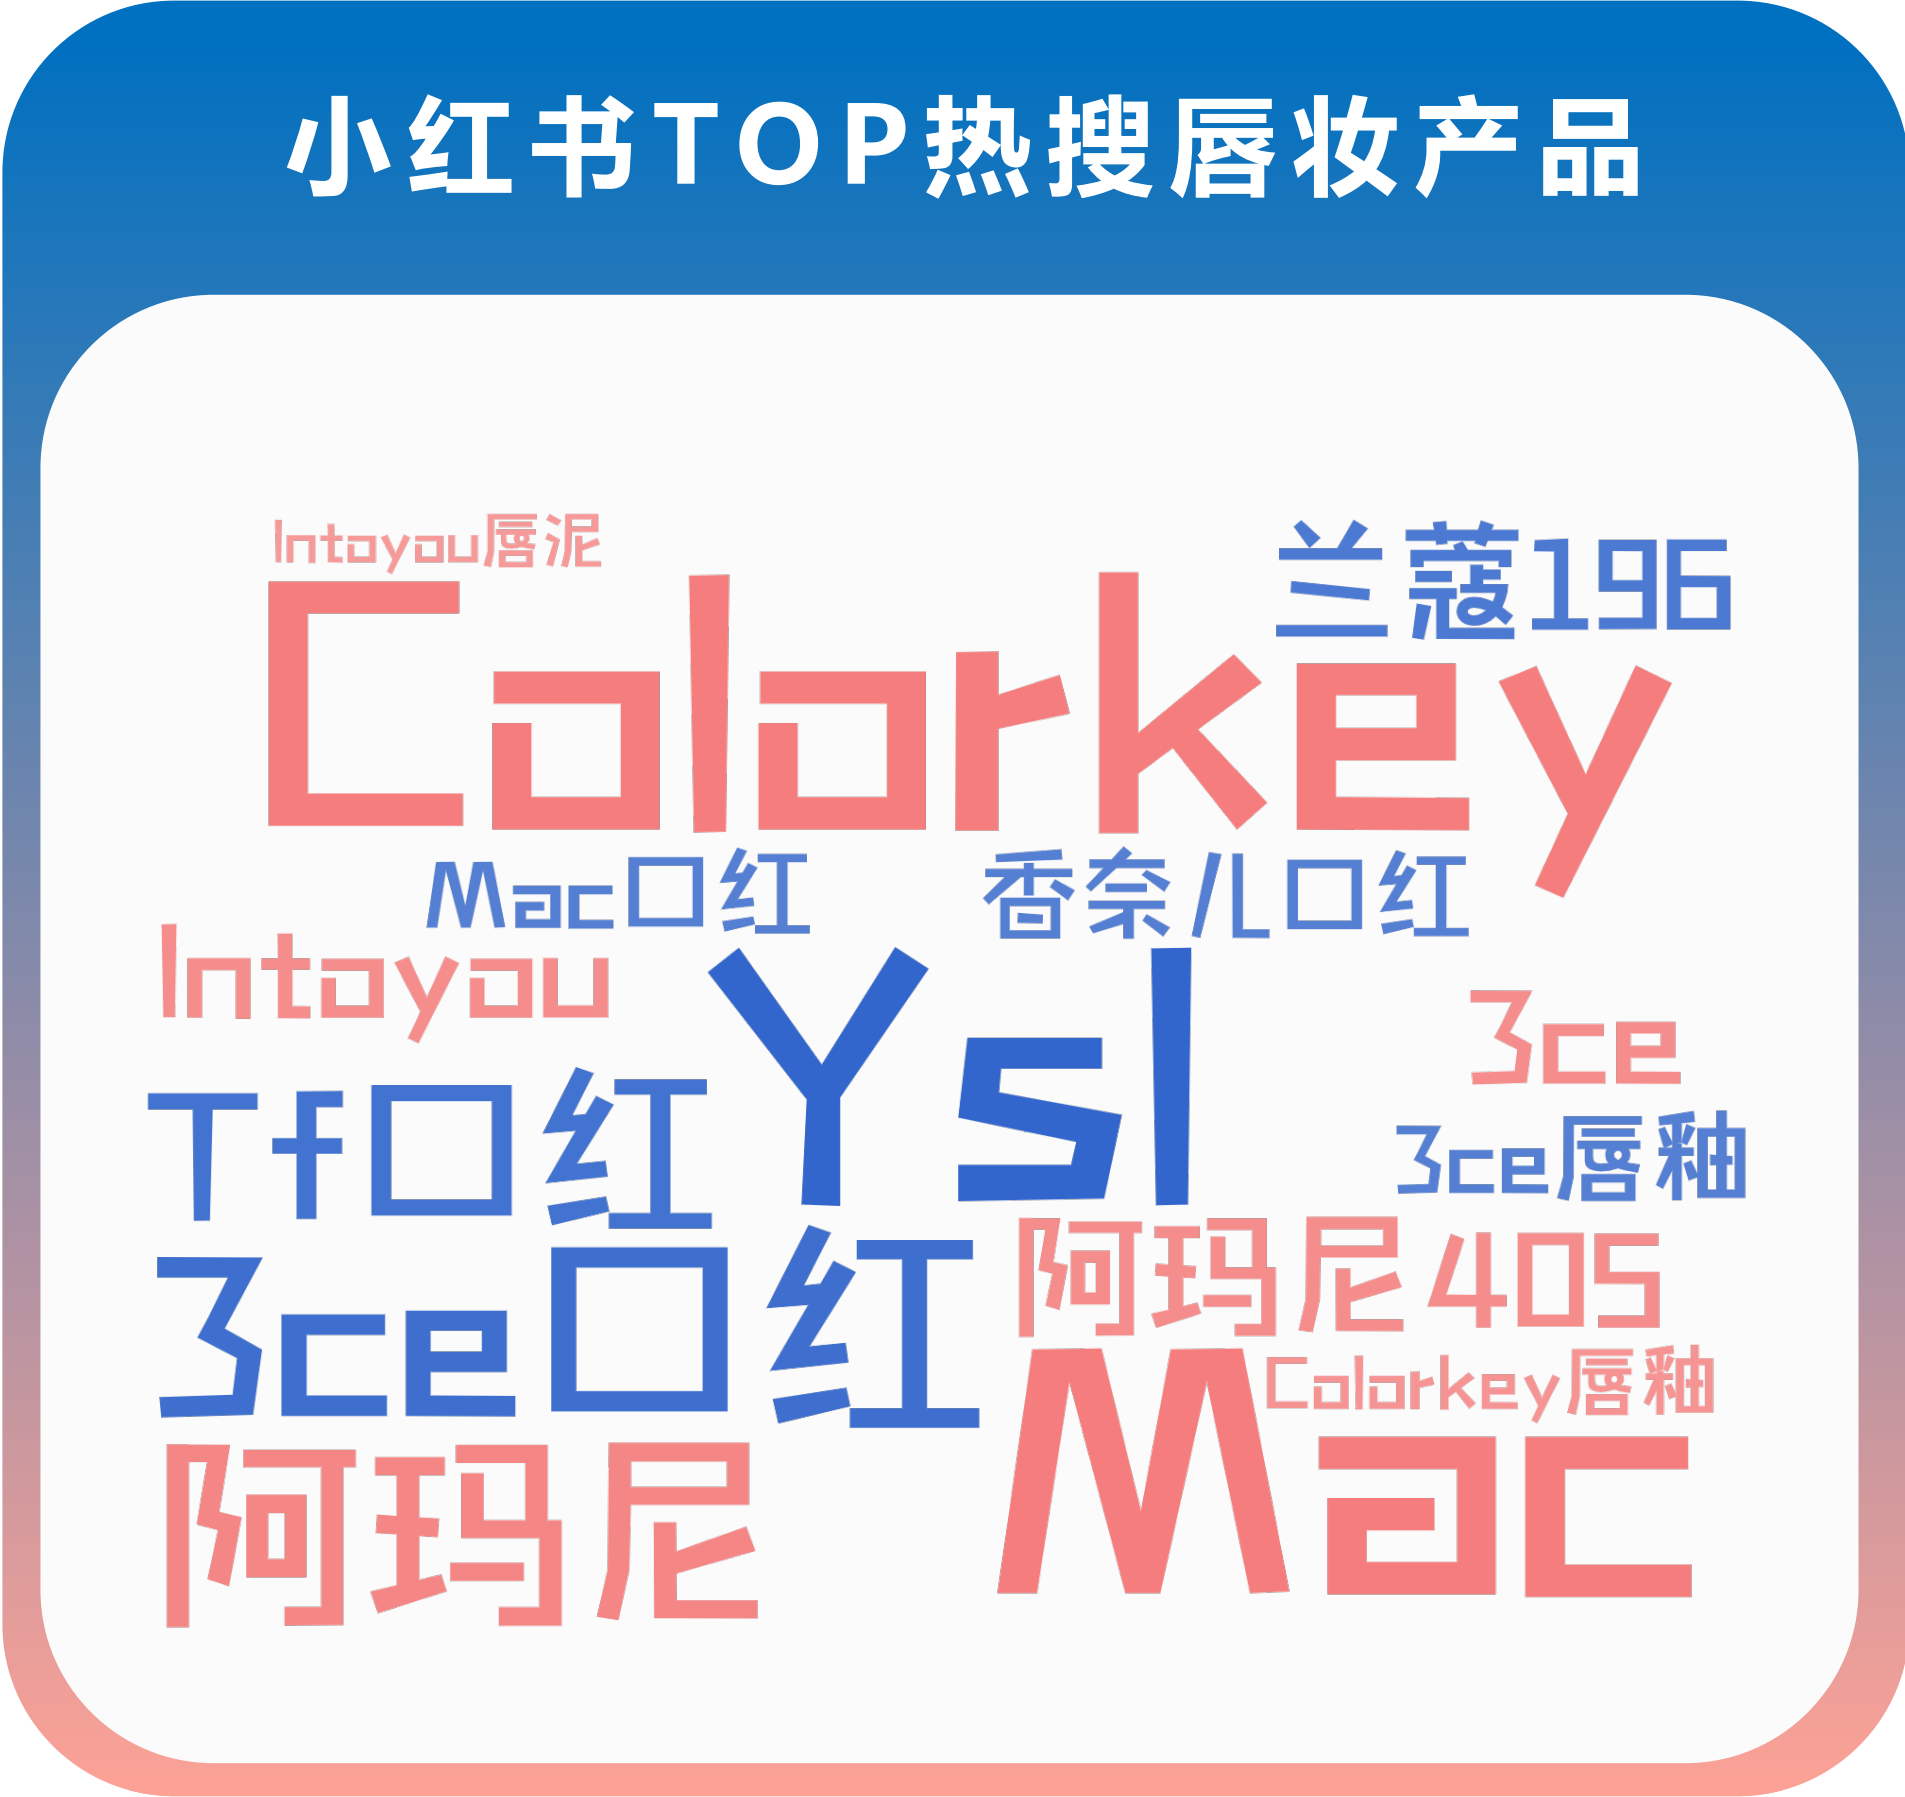 小红书TOP热搜唇妆产品
Intoyou唇泥
兰蔻196
Colorkey
Mac口红
香奈儿口红
Intoyou
Ysl
3ce
Tf口红
3ce唇釉
3ce口红
阿玛尼405
Colorkey唇釉
阿玛尼
Mac